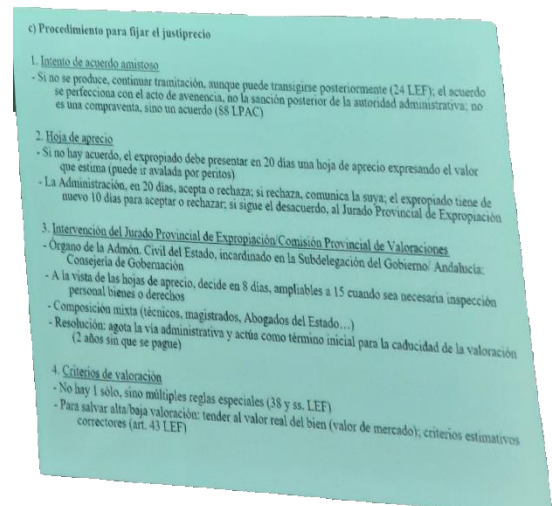 c) Procedimiento para fijar el justiprecio
1. Intento de acuerdo amistoso
- Si no se produce, continuar tramitación, aunque puede transigirse posteriormente (24 LEF); el acuerdo
se perfecciona con el acto de avenencia, no la sanción posterior de la autoridad administrativa; no
es una compraventa, sino un acuerdo (88 LPAC)
2. Hoja de aprecio
- Si no hay acuerdo, el expropiado debe presentar en 20 días una hoja de aprecio expresando el valor
que estima (puede ir avalada por peritos)
- La Administración, en 20 días, acepta o rechaza; si rechaza, comunica la suya; el expropiado tiene de
nuevo 10 días para aceptar o rechazar; si sigue el desacuerdo, al Jurado Provincial de Expropiación
3. Intervención del Jurado Provincial de Expropiación/Comisión Provincial de Valoraciones
- Órgano de la Admón. Civil del Estado, incardinado en la Subdelegación del Gobierno/ Andalucía:
Consejería de Gobernación
- A la vista de las hojas de aprecio, decide en 8 días, ampliables a 15 cuando sea necesaria inspección
personal bienes o derechos
- Composición mixta (técnicos, magistrados, Abogados del Estado…)
- Resolución: agota la vía administrativa y actúa como término inicial para la caducidad de la valoración
(2 años sin que se pague)
4. Criterios de valoración
- No hay 1 sólo, sino múltiples reglas especiales (38 y ss. LEF)
- Para salvar alta/baja valoración: tender al valor real del bien (valor de mercado); criterios estimativos
correctores (art. 43 LEF)